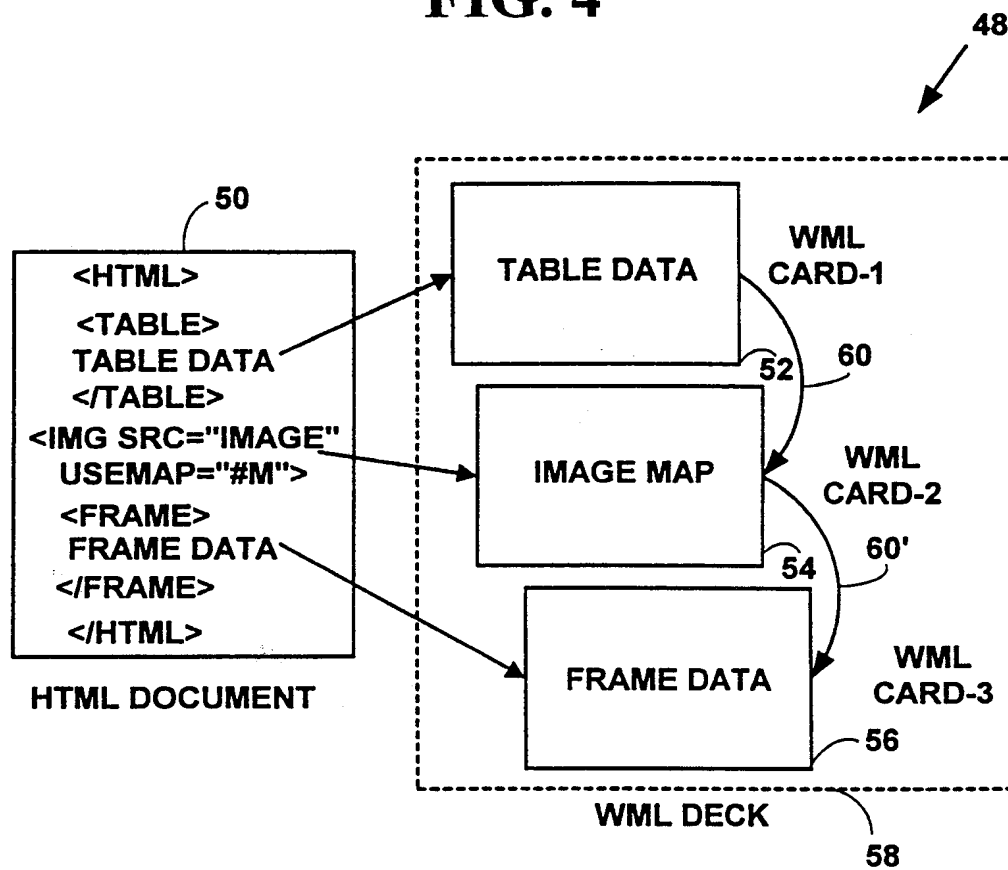 FIG. 4
48
50
<HTML>
<TABLE>
TABLE DATA
</TABLE>
<IMG SRC="IMAGE"
USEMAP="#M">
<FRAME>
FRAME DATA
</FRAME>
</HTML>
HTML DOCUMENT
TABLE DATA
WML
CARD-1
52
60
IMAGE MAP
WML
CARD-2
54
60'
FRAME DATA
WML
CARD-3
56
WML DECK
58